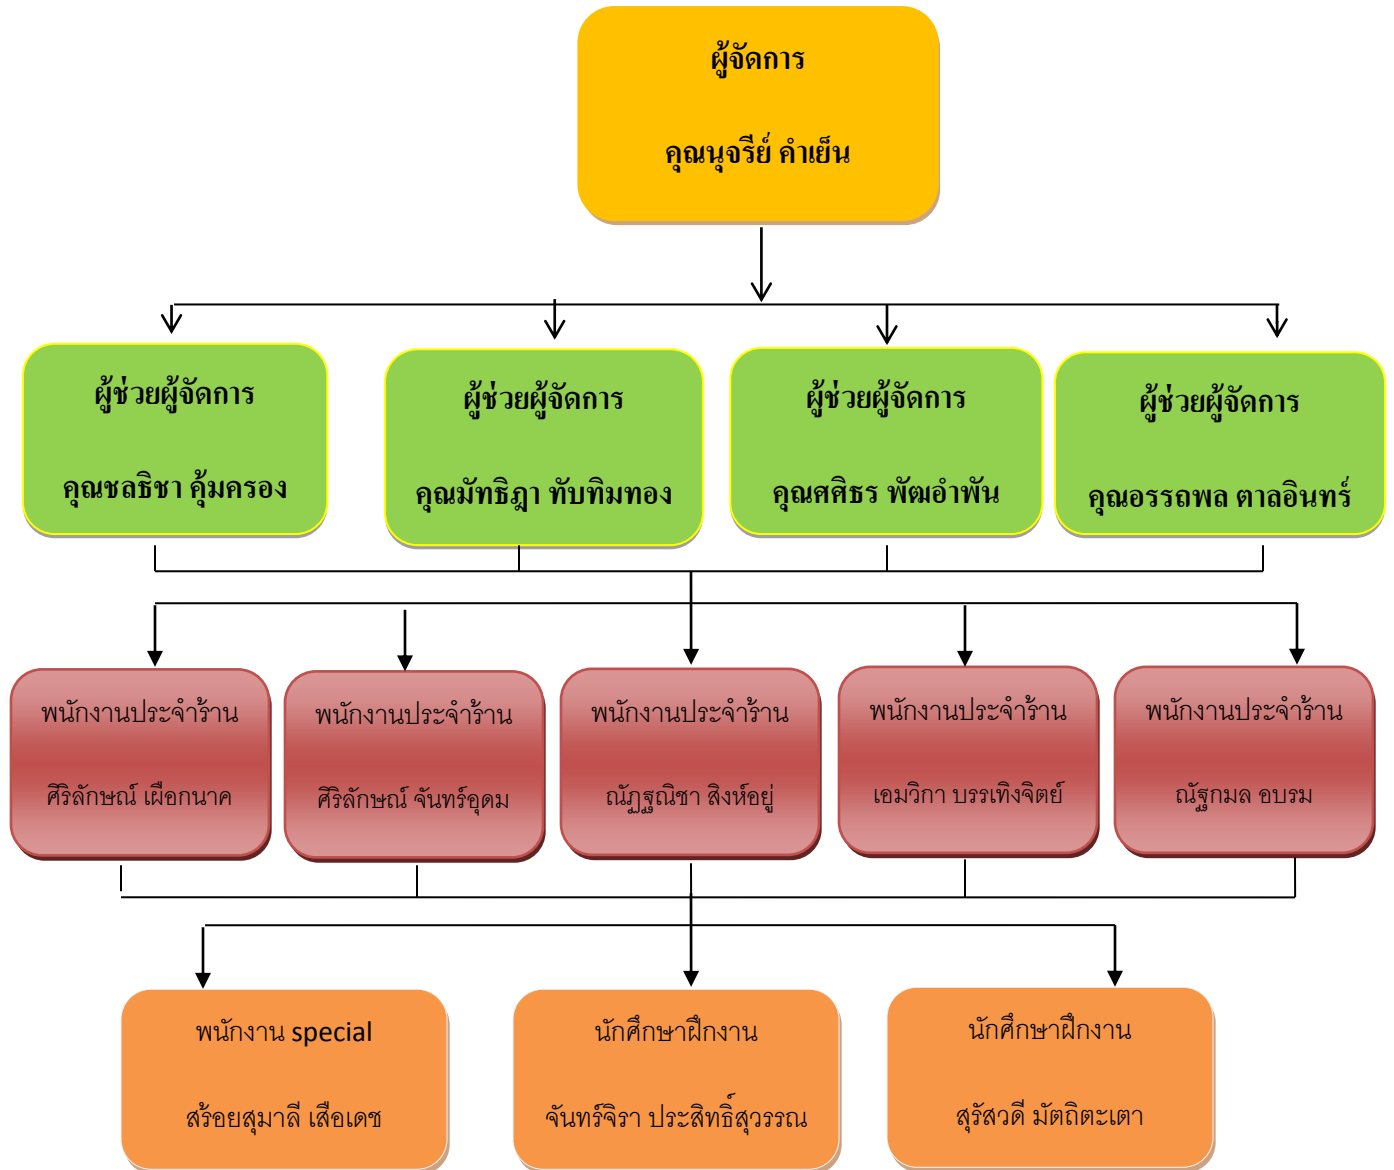 ผู้จัดการ
คุณนุจรีย์ คำเย็น
ผู้ช่วยผู้จัดการ
คุณชลธิชา คุ้มครอง
ผู้ช่วยผู้จัดการ
คุณมัทธิฎา ทับทิมทอง
ผู้ช่วยผู้จัดการ
คุณศศิธร พัฒอำพัน
ผู้ช่วยผู้จัดการ
คุณอรรถพล ตาลอินทร์
พนักงานประจำร้าน
ศิริลักษณ์ เผือกนาค
พนักงานประจำร้าน
ศิริลักษณ์ จันทร์อุดม
พนักงานประจำร้าน
ณัฏฐณิชา สิงห์อยู่
พนักงานประจำร้าน
เอมวิกา บรรเทิงจิตย์
พนักงานประจำร้าน
ณัฐกมล อบรม
พนักงาน special
สร้อยสุมาลี เสือเดช
นักศึกษาฝึกงาน
จันทร์จิรา ประสิทธิ์สุวรรณ
นักศึกษาฝึกงาน
สุรัสวดี มัตถิตะเตา